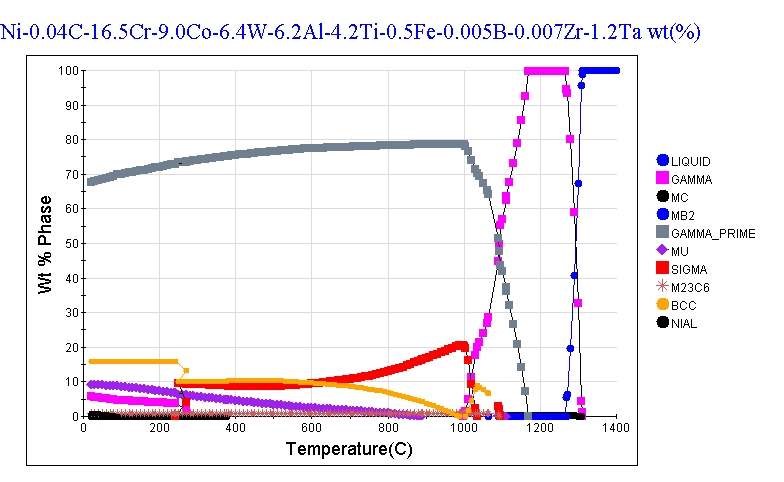 Ni-0.04C-16.5Cr-9.0Co-6.4W-6.2Al-4.2Ti-0.5Fe-0.005B-0.007Zr-1.2Ta wt(%)
100
90
80
70
60
50
40
30
20
10
0
Wt % Phase
0 200 400 600 800 1000 1200 1400
Temperature(C)
LIQUID
GAMMA
MC
MB2
GAMMA_PRIME
MU
SIGMA
M23C6
BCC
NIAL